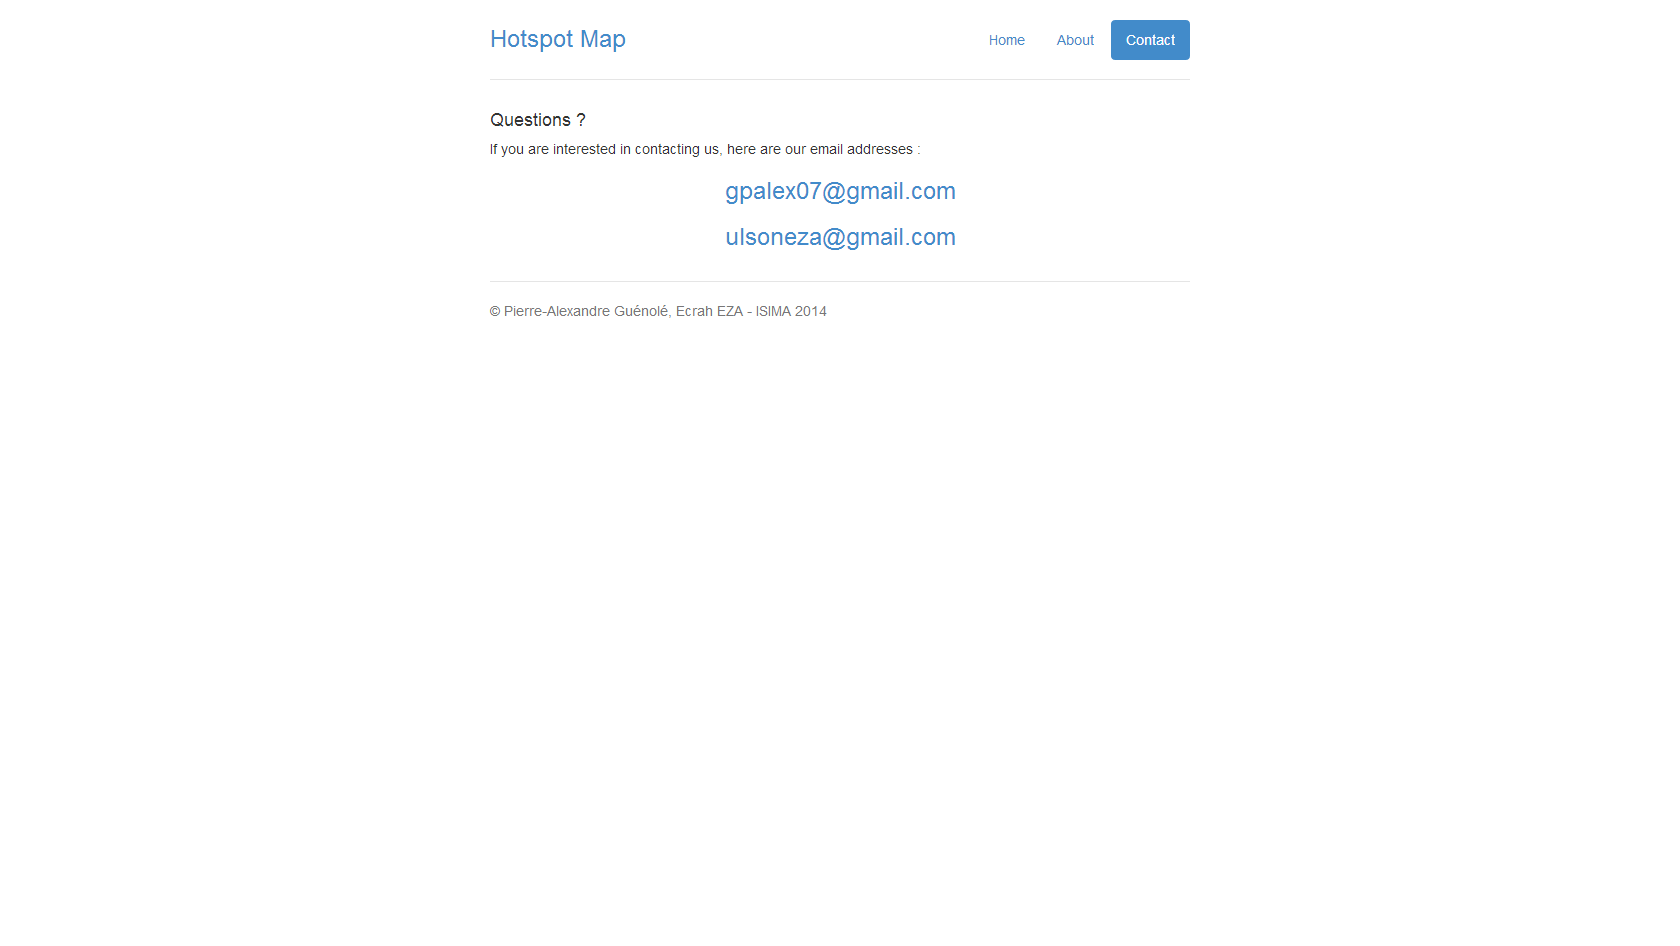 Hotspot Map
Home About Contact
Questions ?
If you are interested in contacting us, here are our email addresses :
gpalex07@gmail.com
ulsoneza@gmail.com
© Pierre-Alexandre Guénolé, Ecrah EZA - ISIMA 2014